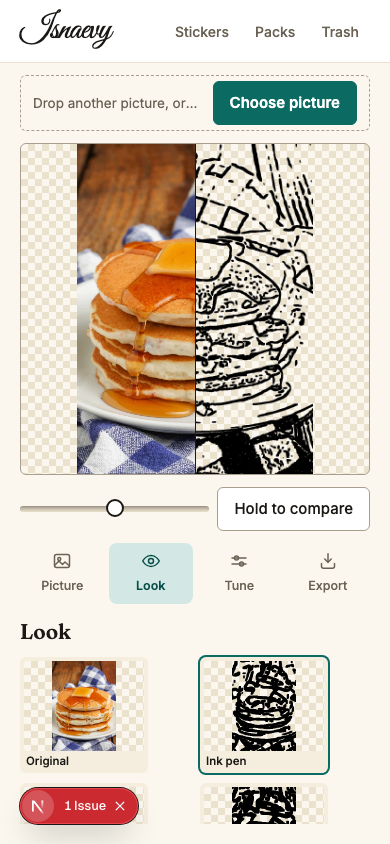 Jsnaevy
Stickers Packs Trash
Drop another picture, or...
Choose picture
Hold to compare
Picture Look Tune Export
Look
Original
Ink pen
N 1 Issue